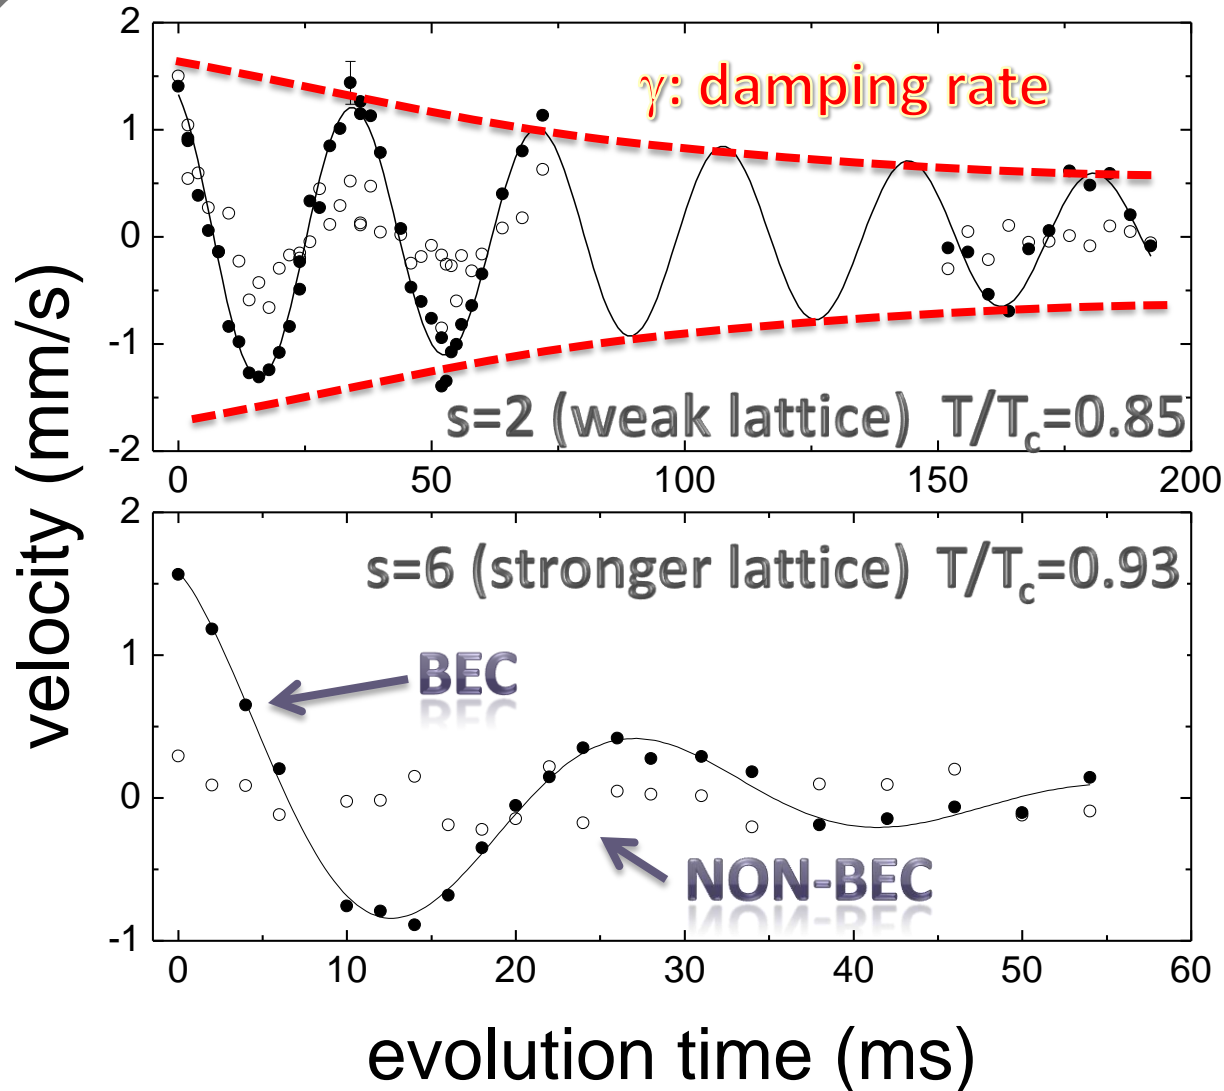 velocity (mm/s)
2
1
0
-1
-2
γ: damping rate
s=2 (weak lattice) T/Tc=0.85
0 50 100 150 200
2
1
0
-1
s=6 (stronger lattice) T/Tc=0.93
BEC
NON-BEC
0 10 20 30 40 50 60
evolution time (ms)